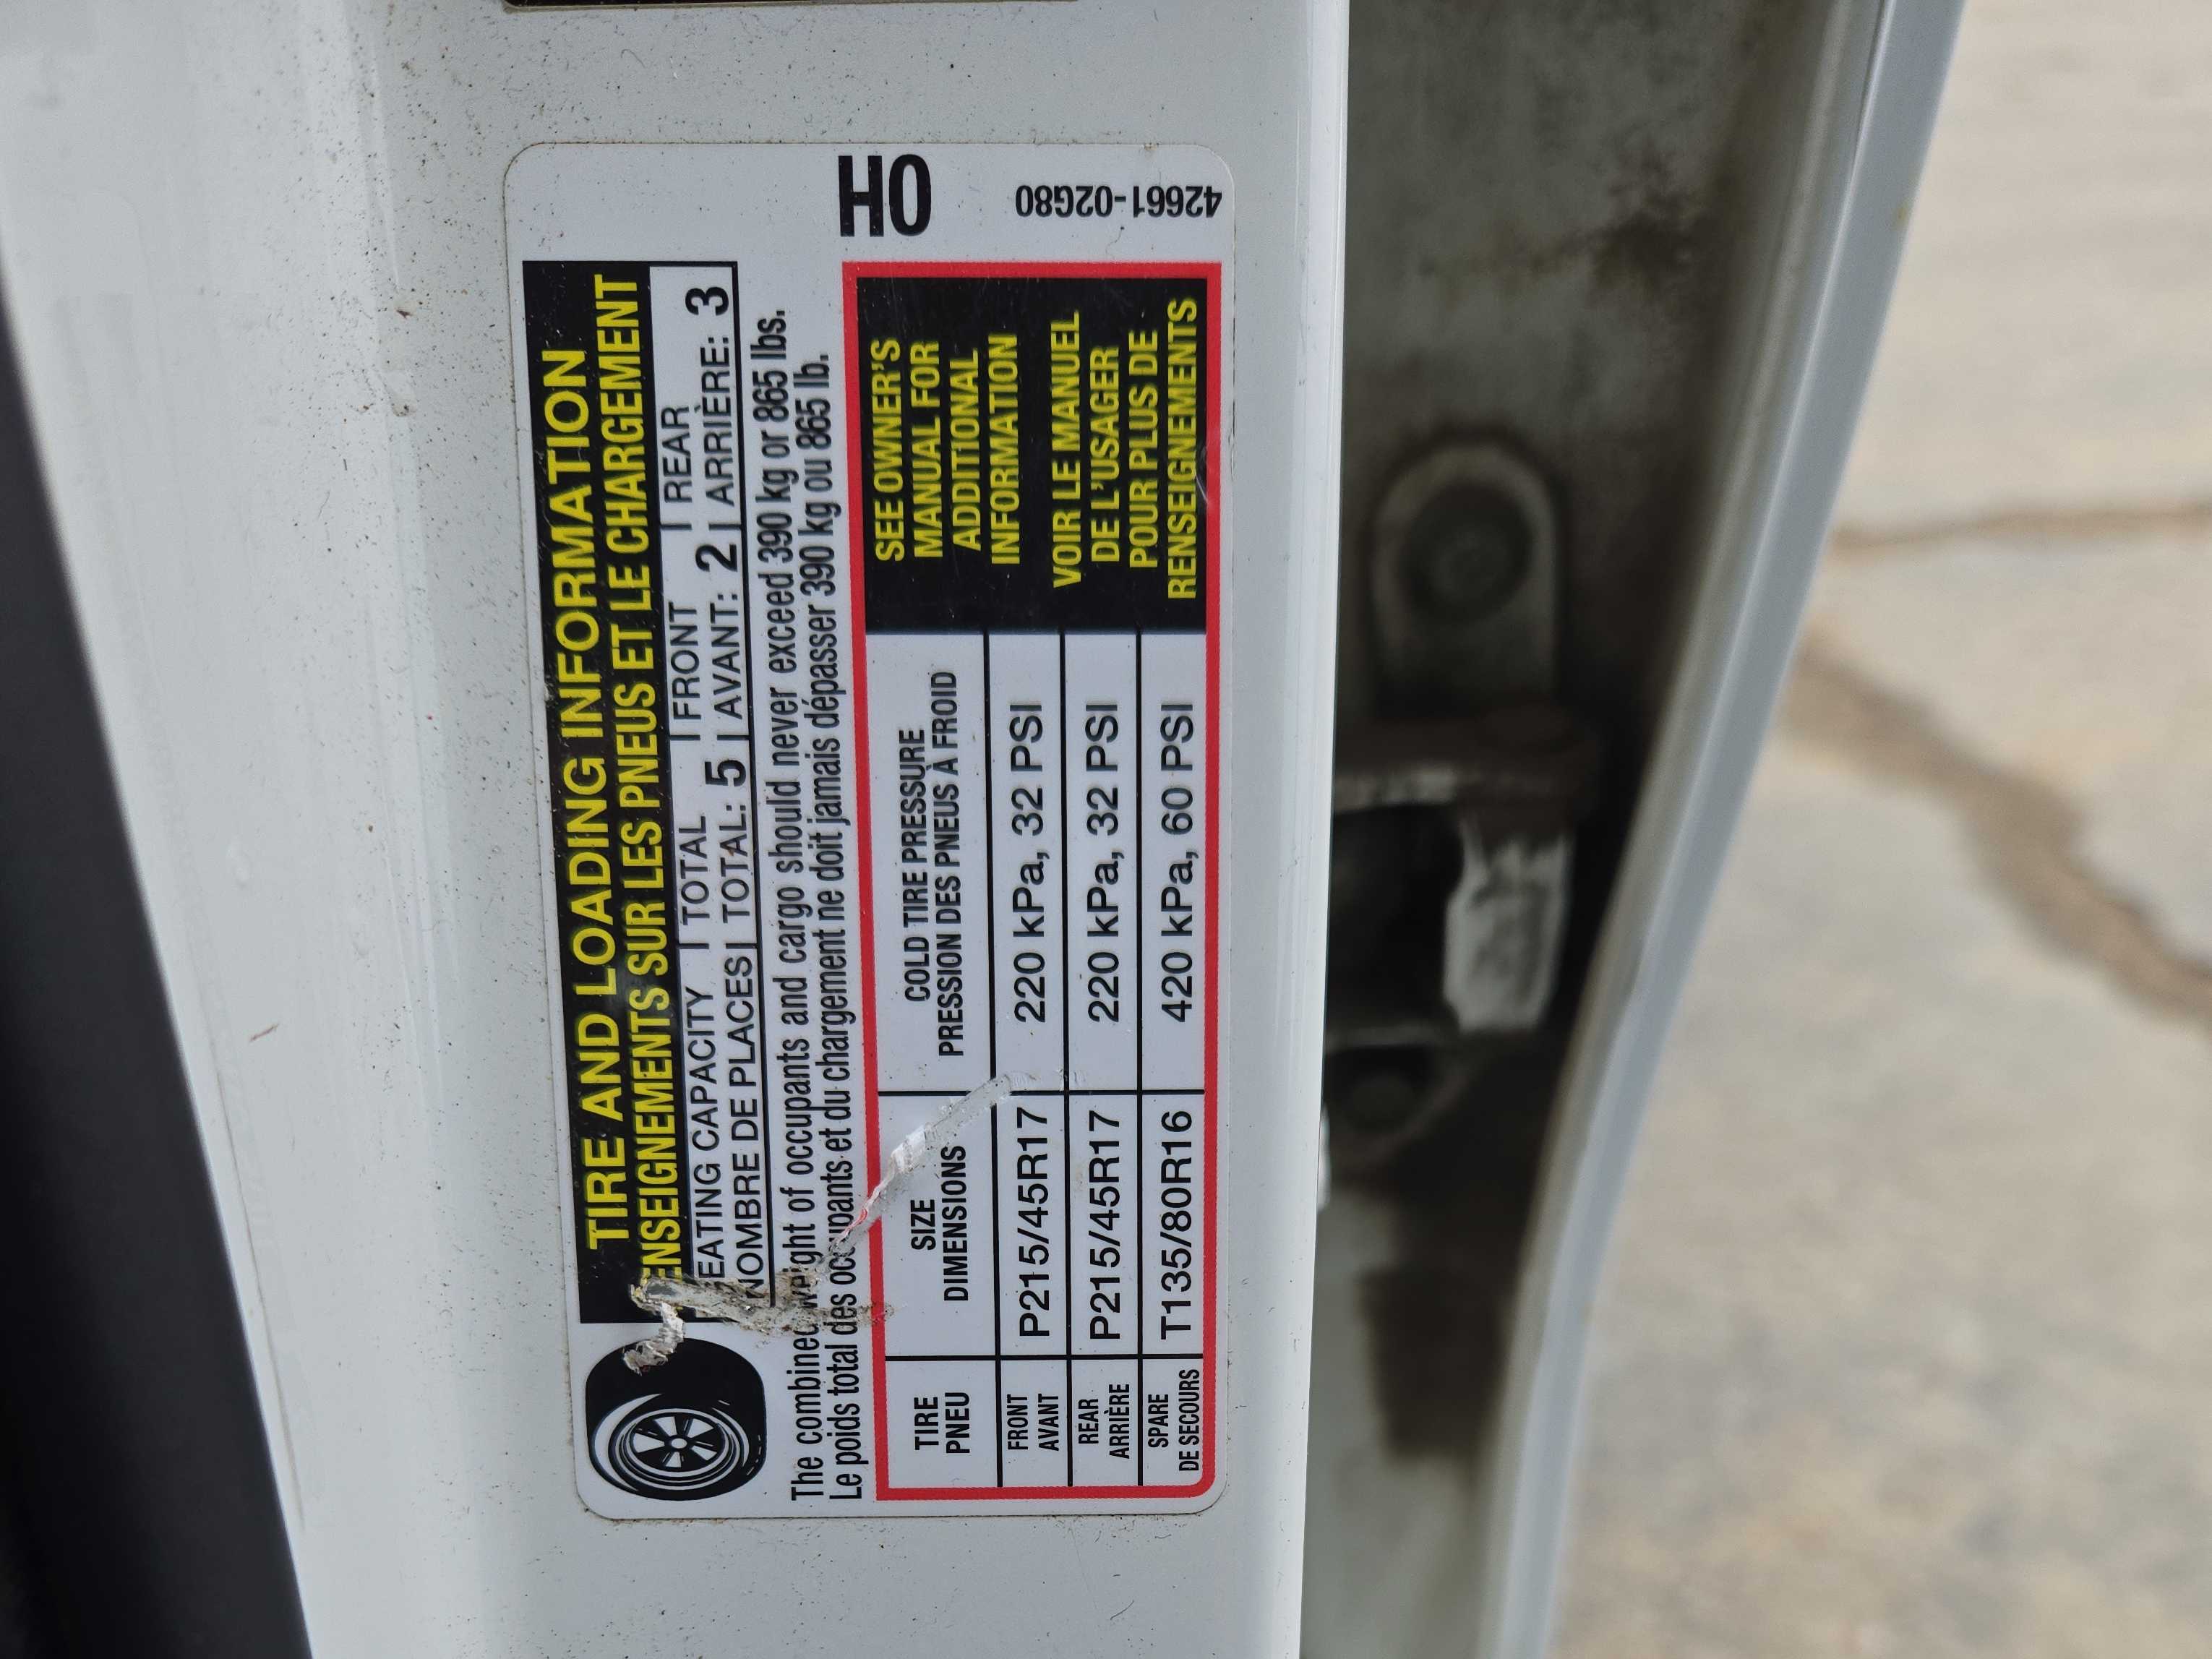 TIRE AND LOADING INFORMATION
ENSEIGNEMENTS SUR LES PNEUS ET LE CHARGEMENT
EATING CAPACITY | TOTAL | FRONT | REAR
NOMBRE DE PLACES | TOTAL: 5 | AVANT: 2 | ARRIÈRE: 3
The combined weight of occupants and cargo should never exceed 390 kg or 865 lbs.
Le poids total des occupants et du chargement ne doit jamais dépasser 390 kg ou 865 lb.
OH
TIRE
PNEU
SIZE
DIMENSIONS
COLD TIRE PRESSURE
PRESSION DES PNEUS À FROID
FRONT
AVANT
P215/45R17
220 kPa, 32 PSI
REAR
ARRIÈRE
P215/45R17
220 kPa, 32 PSI
SPARE
DE SECOURS
T135/80R16
420 kPa, 60 PSI
SEE OWNER'S
MANUAL FOR
ADDITIONAL
INFORMATION
VOIR LE MANUEL
DE L'USAGER
POUR PLUS DE
RENSEIGNEMENTS
42661-02G80